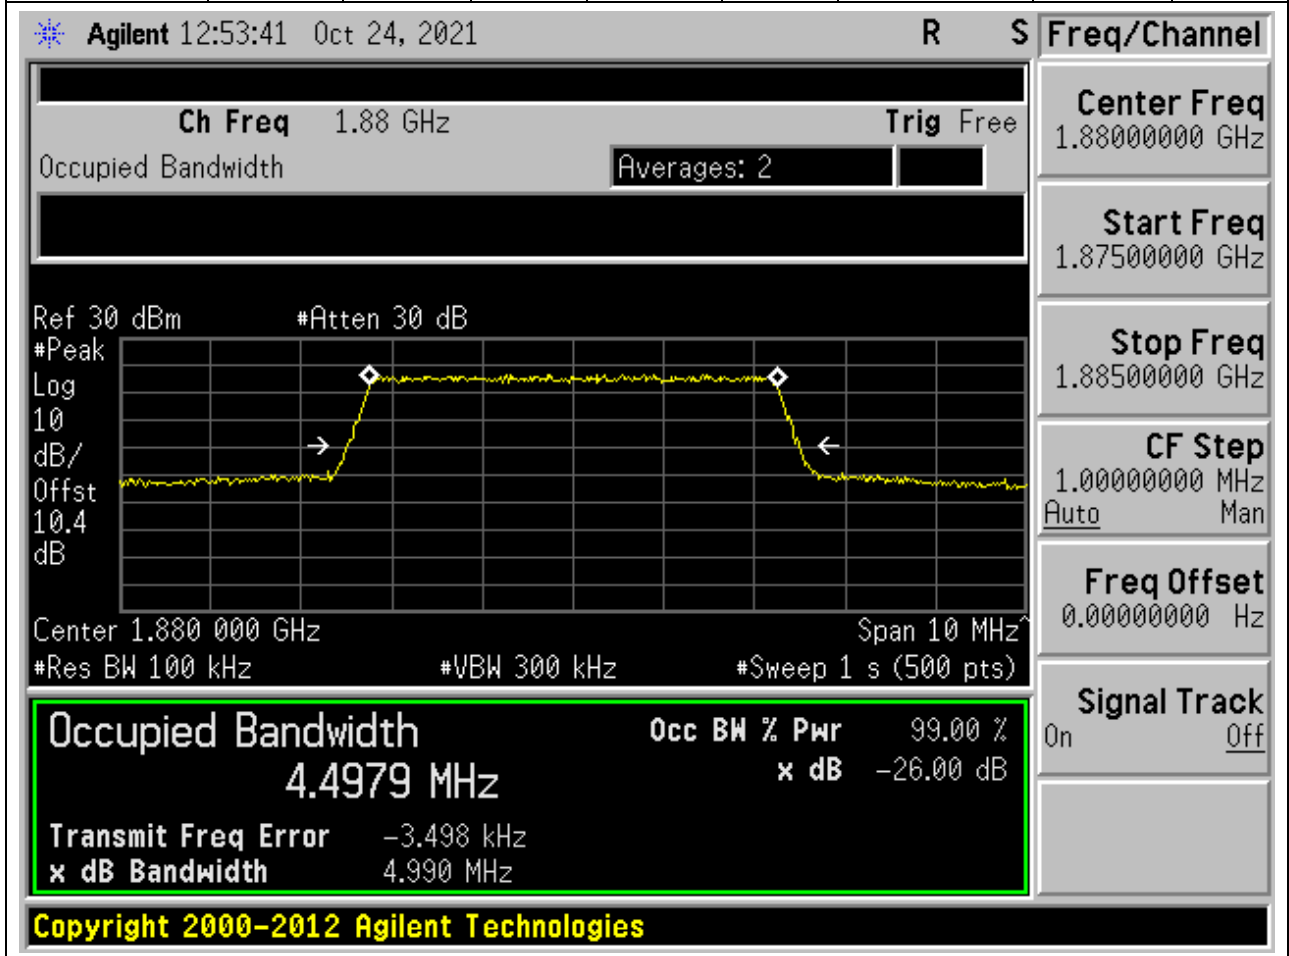 Agilent 12:53:41 Oct 24, 2021 R S
Freq/Channel
Ch Freq 1.88 GHz Trig Free
Occupied Bandwidth Averages: 2
Ref 30 dBm #Atten 30 dB
#Peak
Log
10
dB/
Offst
10.4
dB
Center 1.880 000 GHz Span 10 MHz^
#Res BW 100 kHz #VBW 300 kHz #Sweep 1 s (500 pts)
Occupied Bandwidth Occ BW % Pwr 99.00 %
4.4979 MHz x dB -26.00 dB
Transmit Freq Error -3.498 kHz
x dB Bandwidth 4.990 MHz
Center Freq
1.88000000 GHz
Start Freq
1.87500000 GHz
Stop Freq
1.88500000 GHz
CF Step
1.00000000 MHz
Auto Man
Freq Offset
0.00000000 Hz
Signal Track
On Off
Copyright 2000-2012 Agilent Technologies